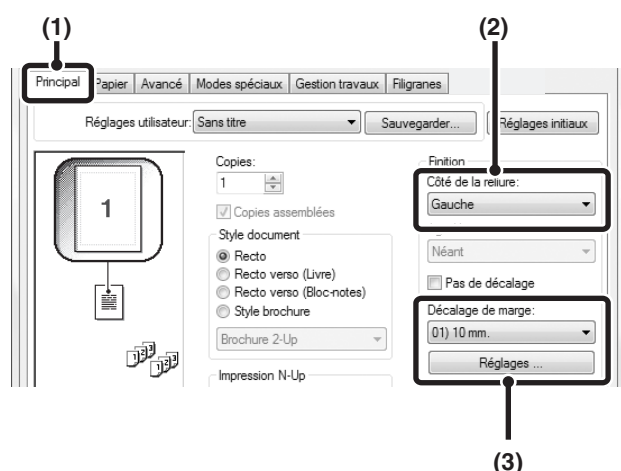 (1)
(2)
Principal Papier Avancé Modes spéciaux Gestion travaux Filigranes
Réglages utilisateur: Sans titre Sauvegarder... Réglages initiaux
1
Copies:
1
Copies assemblées
Style document
Recto
Recto verso (Livre)
Recto verso (Bloc-notes)
Style brochure
Brochure 2-Up
Impression N-Up
123
123
Finition
Côté de la reliure:
Gauche
Néant
Pas de décalage
Décalage de marge:
01) 10 mm.
Réglages ...
(3)